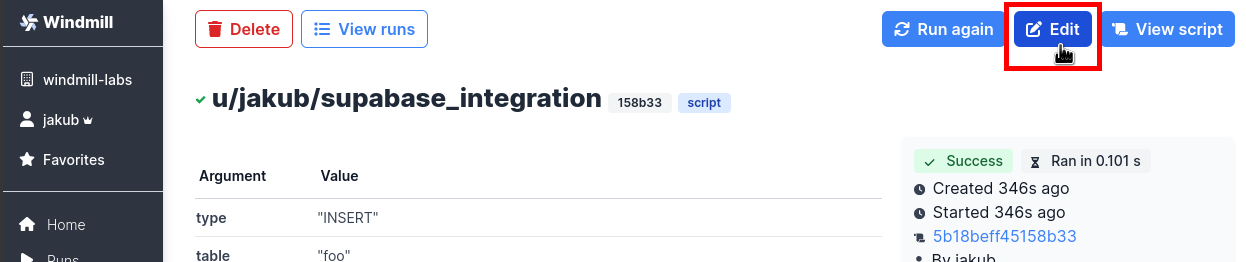 Windmill
windmill-labs
jakub
Favorites
Home
Runs
Delete
View runs
Run again
Edit
View script
u/jakub/supabase_integration 158b33 script
Argument Value
type "INSERT"
table "foo"
Success Ran in 0.101 s
Created 346s ago
Started 346s ago
5b18beff45158b33
By jakub